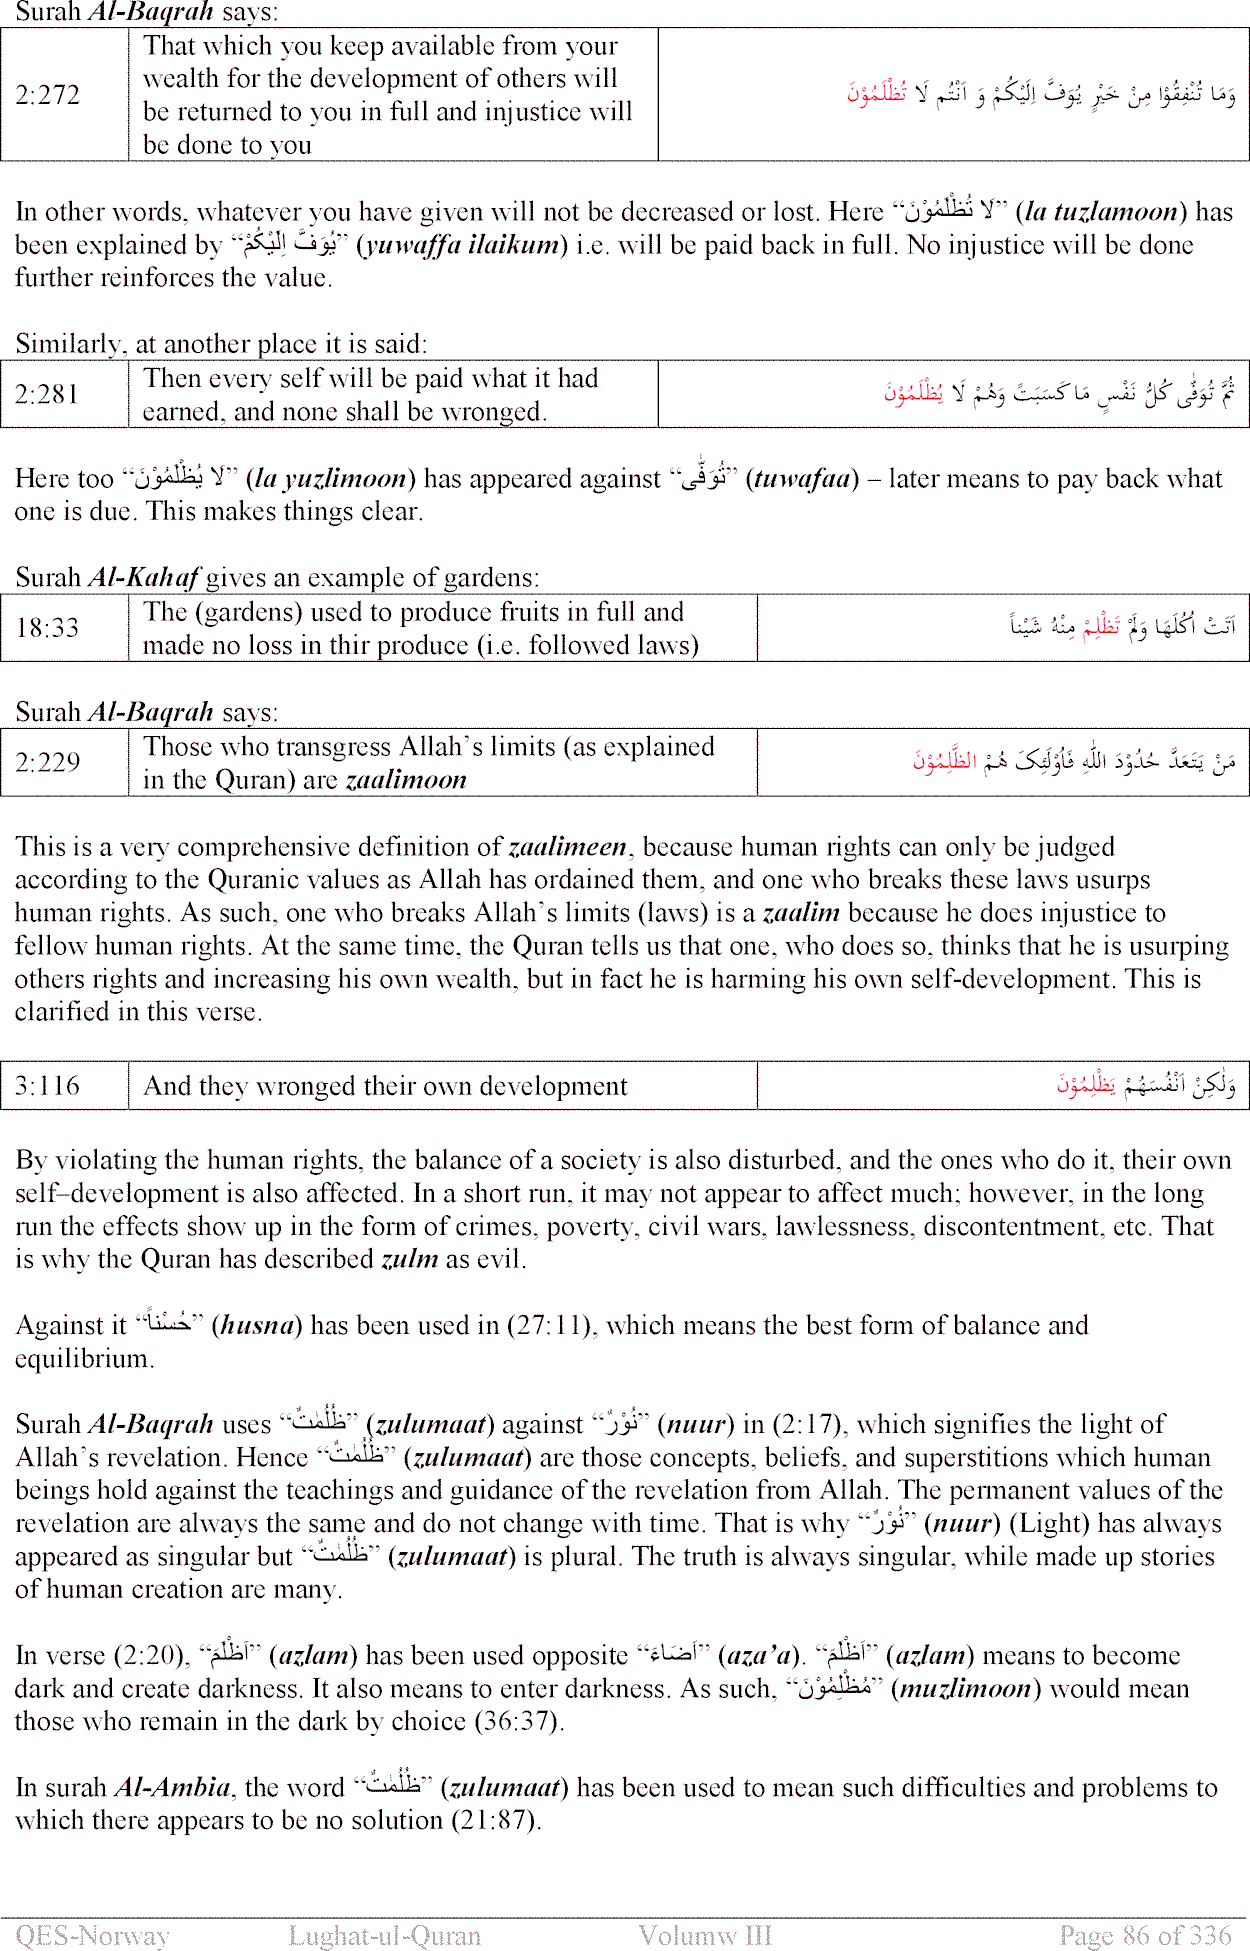 Surah Al-Baqrah says:
2:272
That which you keep available from your
wealth for the development of others will
be returned to you in full and injustice will
be done to you
وَمَا تُنْفِقُوْا مِنْ خَيْرٍ يُوَفَّ اِلَيْكُمْ وَ اَنْتُم لَا تُظْلَمُوْنَ
In other words, whatever you have given will not be decreased or lost. Here “لَا تُظْلَمُوْنَ” (la tuzlamoon) has
been explained by “يُوَفَّ اِلَيْكُمْ” (yuwaffa ilaikum) i.e. will be paid back in full. No injustice will be done
further reinforces the value.
Similarly, at another place it is said:
2:281
Then every self will be paid what it had
earned, and none shall be wronged.
ثُمَّ تُوَفّٰى كُلُّ نَفْسٍ مَا كَسَبَتْ وَهُمْ لَا يُظْلَمُوْنَ
Here too “لَا يُظْلَمُوْنَ” (la yuzlimoon) has appeared against “تُوَفّٰى” (tuwafaa) – later means to pay back what
one is due. This makes things clear.
Surah Al-Kahaf gives an example of gardens:
18:33
The (gardens) used to produce fruits in full and
made no loss in thir produce (i.e. followed laws)
اٰتَتْ اُكُلَهَا وَلَمْ تَظْلِمْ مِنْهُ شَيْئاً
Surah Al-Baqrah says:
2:229
Those who transgress Allah’s limits (as explained
in the Quran) are zaalimoon
مَنْ يَتَعَدَّ حُدُوْدَ اللّٰهِ فَاُوْلٰئِكَ هُمُ الظّٰلِمُوْنَ
This is a very comprehensive definition of zaalimeen, because human rights can only be judged
according to the Quranic values as Allah has ordained them, and one who breaks these laws usurps
human rights. As such, one who breaks Allah’s limits (laws) is a zaalim because he does injustice to
fellow human rights. At the same time, the Quran tells us that one, who does so, thinks that he is usurping
others rights and increasing his own wealth, but in fact he is harming his own self-development. This is
clarified in this verse.
3:116
And they wronged their own development
وَلٰكِنْ اَنْفُسَهُمْ يَظْلِمُوْنَ
By violating the human rights, the balance of a society is also disturbed, and the ones who do it, their own
self–development is also affected. In a short run, it may not appear to affect much; however, in the long
run the effects show up in the form of crimes, poverty, civil wars, lawlessness, discontentment, etc. That
is why the Quran has described zulm as evil.
Against it “حُسْناً” (husna) has been used in (27:11), which means the best form of balance and
equilibrium.
Surah Al-Baqrah uses “ظُلُمٰتٌ” (zulumaat) against “نُوْرٌ” (nuur) in (2:17), which signifies the light of
Allah’s revelation. Hence “ظُلُمٰتٌ” (zulumaat) are those concepts, beliefs, and superstitions which human
beings hold against the teachings and guidance of the revelation from Allah. The permanent values of the
revelation are always the same and do not change with time. That is why “نُوْرٌ” (nuur) (Light) has always
appeared as singular but “ظُلُمٰتٌ” (zulumaat) is plural. The truth is always singular, while made up stories
of human creation are many.
In verse (2:20), “اَظْلَمَ” (azlam) has been used opposite “اَضَاءَ” (aza’a). “اَظْلَمَ” (azlam) means to become
dark and create darkness. It also means to enter darkness. As such, “مُظْلِمُوْنَ” (muzlimoon) would mean
those who remain in the dark by choice (36:37).
In surah Al-Ambia, the word “ظُلُمٰتٌ” (zulumaat) has been used to mean such difficulties and problems to
which there appears to be no solution (21:87).
QES-Norway Lughat-ul-Quran Volumw III Page 86 of 336